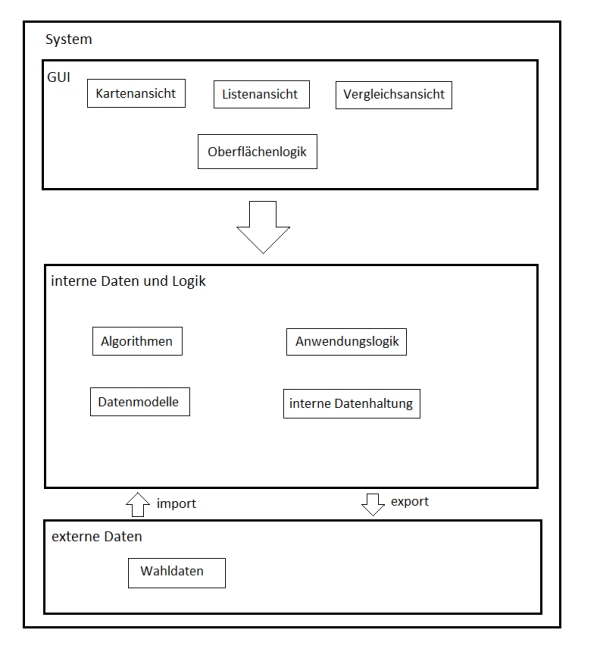 System
GUI
Kartenansicht
Listenansicht
Vergleichsansicht
Oberflächenlogik
interne Daten und Logik
Algorithmen
Anwendungslogik
Datenmodelle
interne Datenhaltung
import
export
externe Daten
Wahldaten